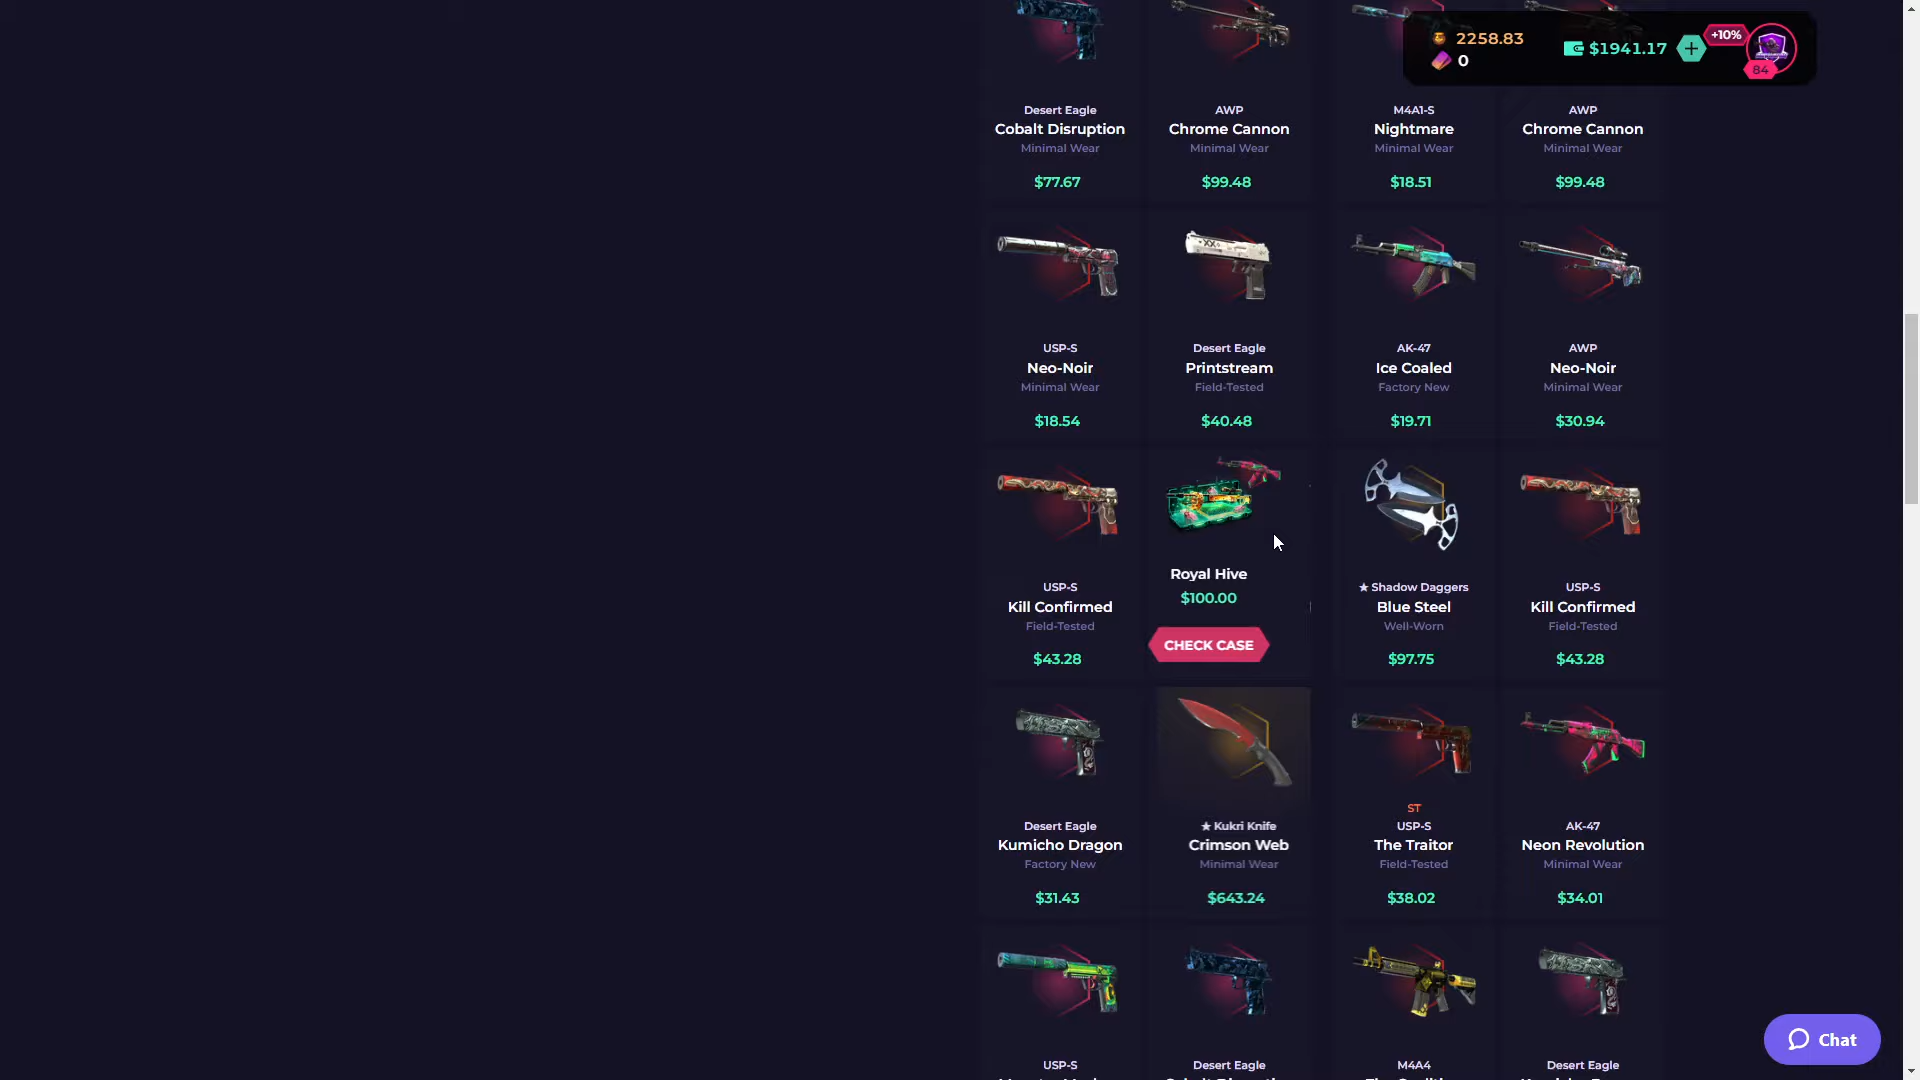 2258.83
0
$1941.17
+10%
84
Desert Eagle
Cobalt Disruption
Minimal Wear
$77.67
AWP
Chrome Cannon
Minimal Wear
$99.48
M4A1-S
Nightmare
Minimal Wear
$18.51
AWP
Chrome Cannon
Minimal Wear
$99.48
USP-S
Neo-Noir
Minimal Wear
$18.54
Desert Eagle
Printstream
Field-Tested
$40.48
AK-47
Ice Coaled
Factory New
$19.71
AWP
Neo-Noir
Minimal Wear
$30.94
USP-S
Kill Confirmed
Field-Tested
$43.28
Royal Hive
$100.00
CHECK CASE
★ Shadow Daggers
Blue Steel
Well-Worn
$97.75
USP-S
Kill Confirmed
Field-Tested
$43.28
Desert Eagle
Kumicho Dragon
Factory New
$31.43
★ Kukri Knife
Crimson Web
Minimal Wear
$643.24
ST
USP-S
The Traitor
Field-Tested
$38.02
AK-47
Neon Revolution
Minimal Wear
$34.01
USP-S
Desert Eagle
M4A4
Desert Eagle
Chat